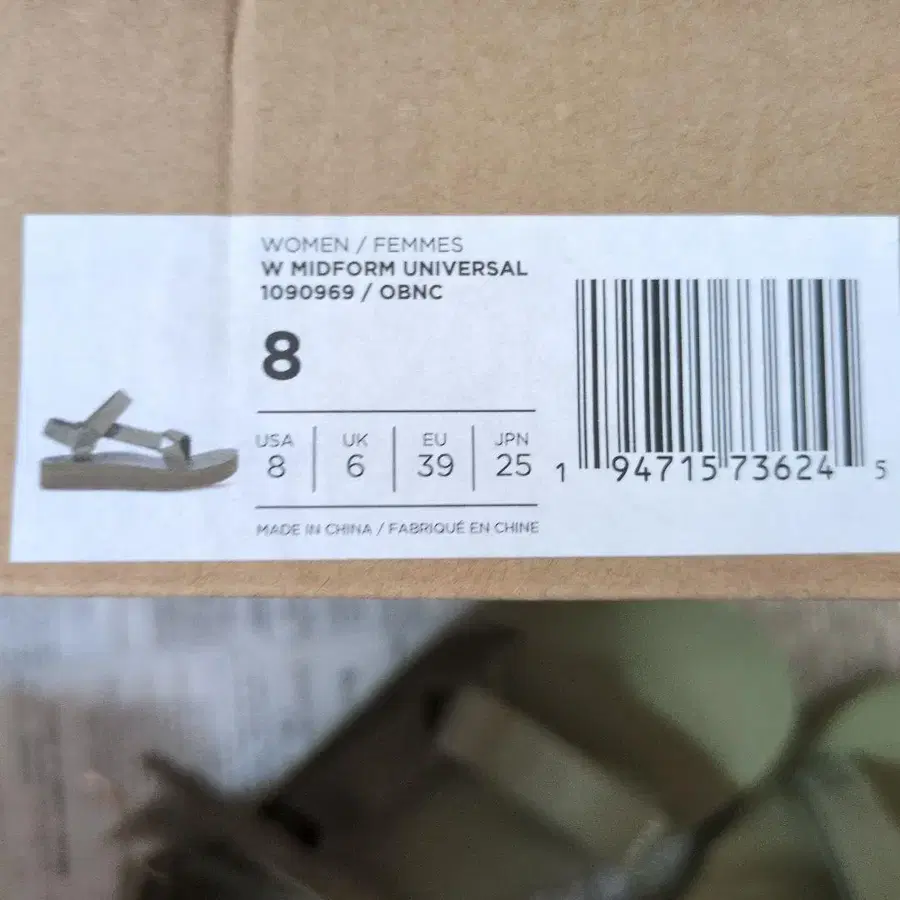 WOMEN / FEMMES
W MIDFORM UNIVERSAL
1090969 / OBNC
8
USA UK EU JPN
8 6 39 25
MADE IN CHINA / FABRIQUÉ EN CHINE
1 94715 73624 5